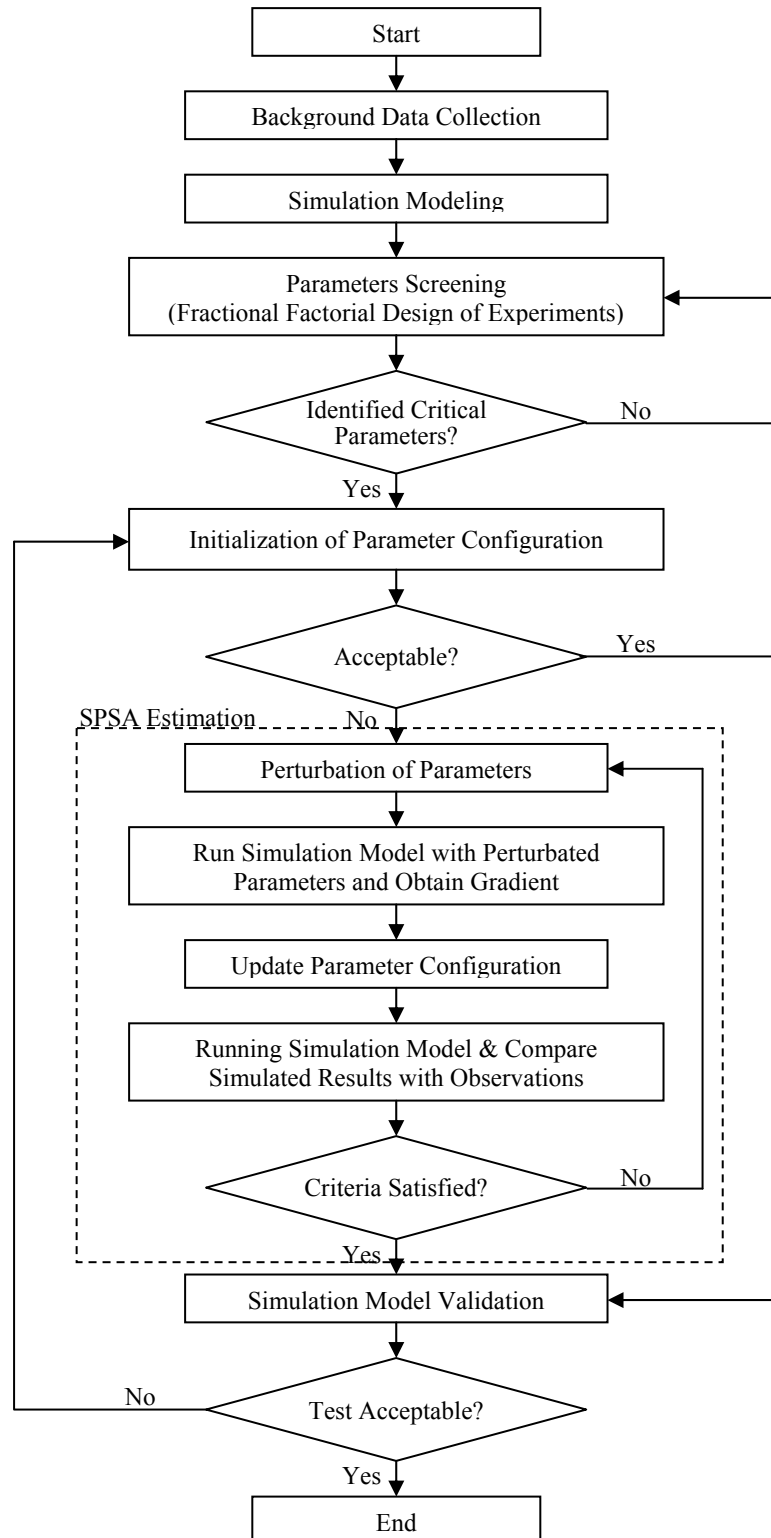 Start
Background Data Collection
Simulation Modeling
Parameters Screening
(Fractional Factorial Design of Experiments)
Identified Critical
Parameters?
No
Yes
Initialization of Parameter Configuration
Acceptable?
Yes
No
SPSA Estimation
Perturbation of Parameters
Run Simulation Model with Perturbated
Parameters and Obtain Gradient
Update Parameter Configuration
Running Simulation Model & Compare
Simulated Results with Observations
Criteria Satisfied?
No
Yes
Simulation Model Validation
No
Test Acceptable?
Yes
End